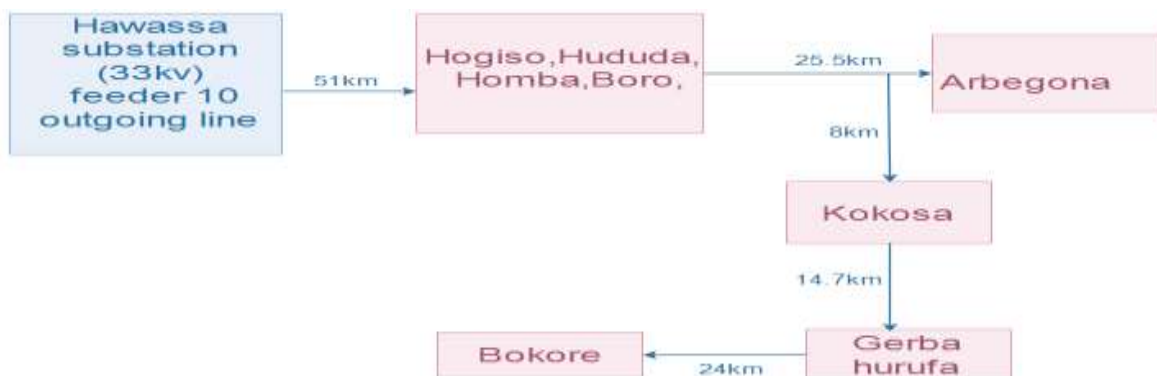 Hawassa
substation
(33kv)
feeder 10
outgoing line
51km
Hogiso,Hududa,
Homba,Boro,
25.5km
Arbegona
8km
Kokosa
14.7km
Gerba
hurufa
24km
Bokore